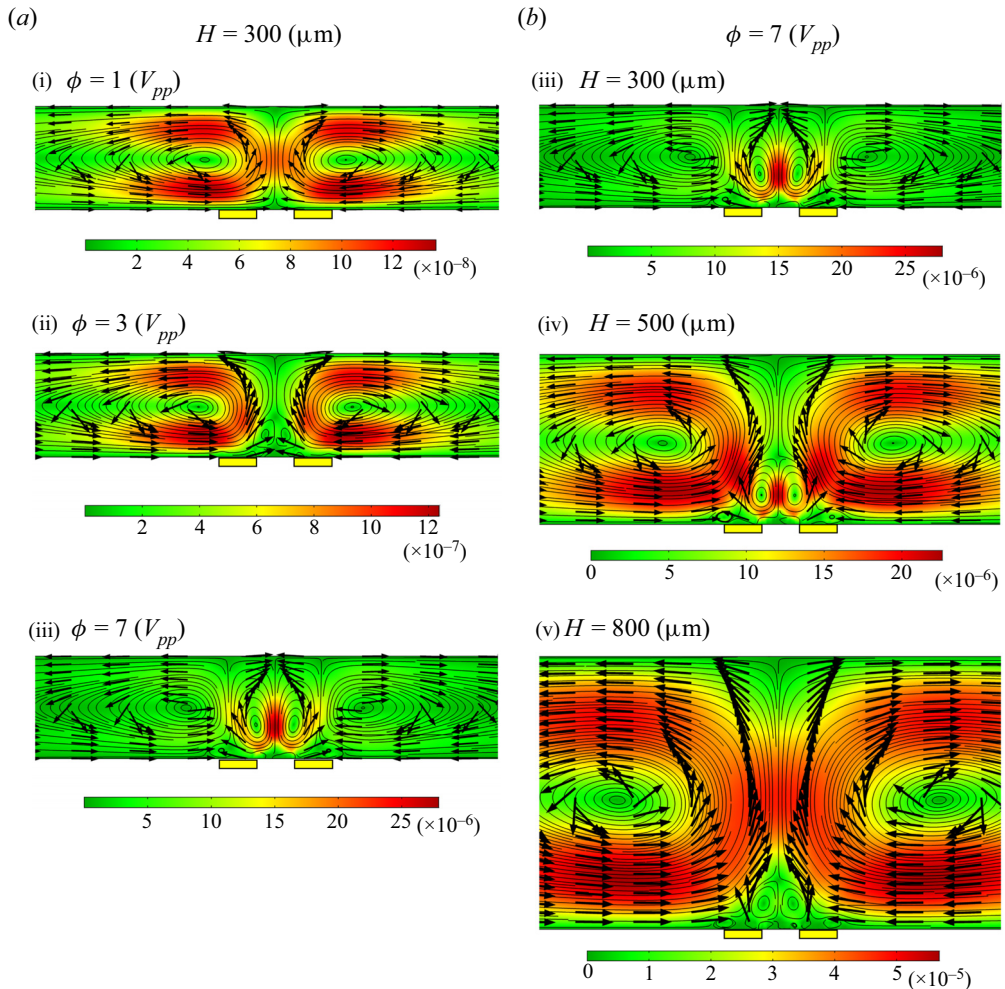 (a)
H = 300 (μm)
(i) ϕ = 1 (Vpp)
2 4 6 8 10 12 (×10–8)
(ii) ϕ = 3 (Vpp)
2 4 6 8 10 12
(×10–7)
(iii) ϕ = 7 (Vpp)
5 10 15 20 25 (×10–6)
(b)
ϕ = 7 (Vpp)
(iii) H = 300 (μm)
5 10 15 20 25 (×10–6)
(iv) H = 500 (μm)
0 5 10 15 20 (×10–6)
(v) H = 800 (μm)
0 1 2 3 4 5 (×10–5)